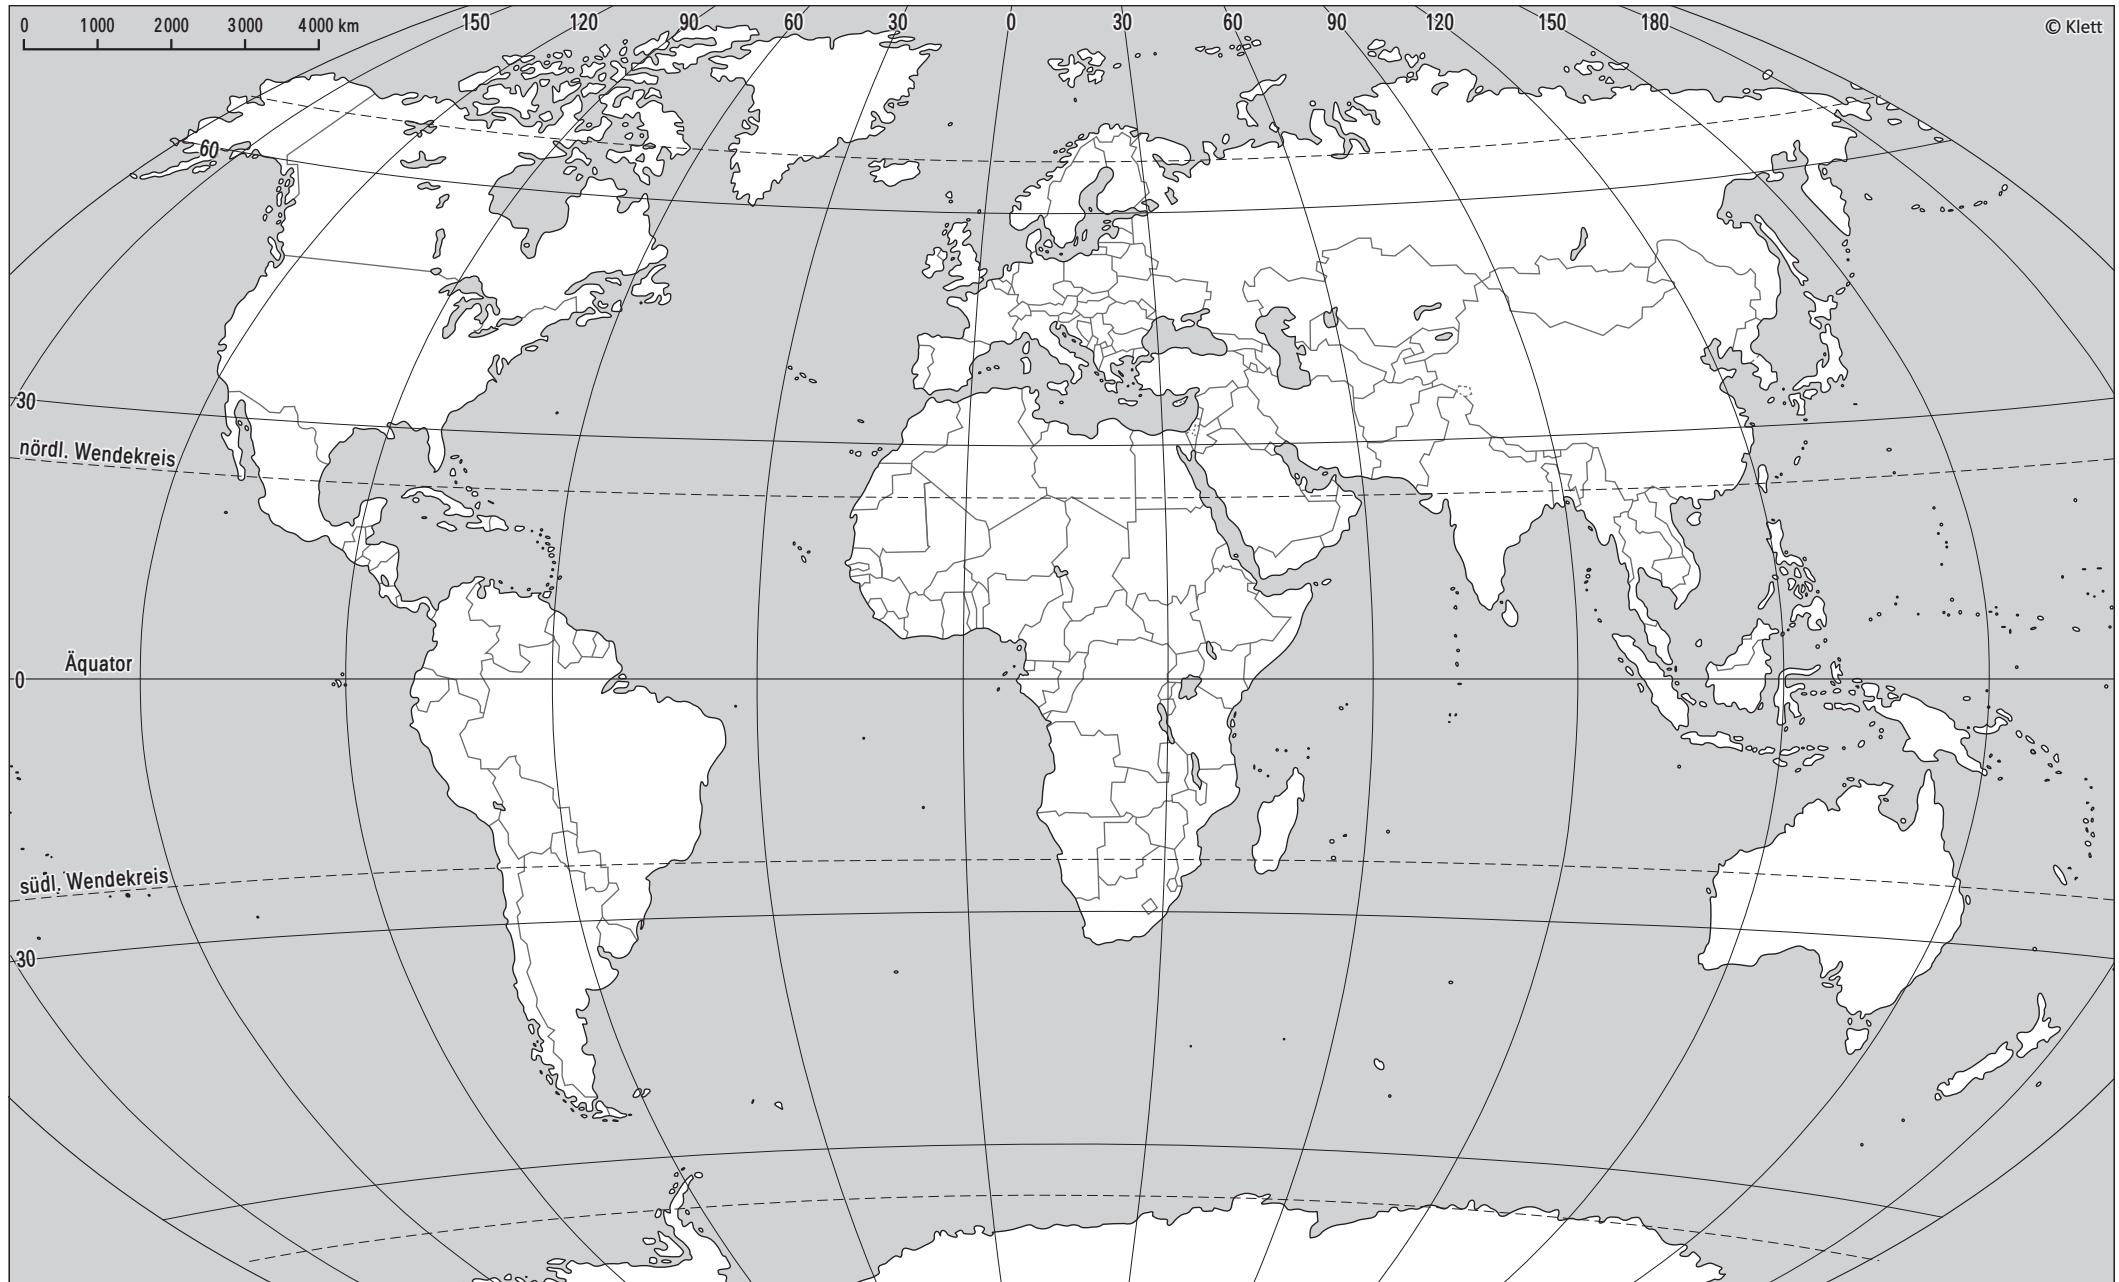 150 120 90 60 30 0 30 60 90 120 150 180
0 1000 2000 3000 4000 km
© Klett
60
30
nördl. Wendekreis
Äquator
0
südl. Wendekreis
30